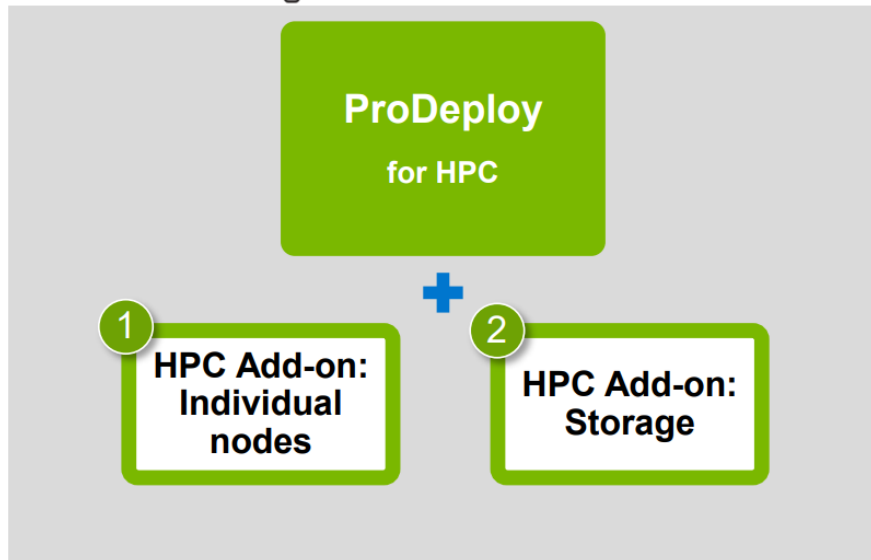 ProDeploy
for HPC
1
HPC Add-on:
Individual
nodes
2
HPC Add-on:
Storage